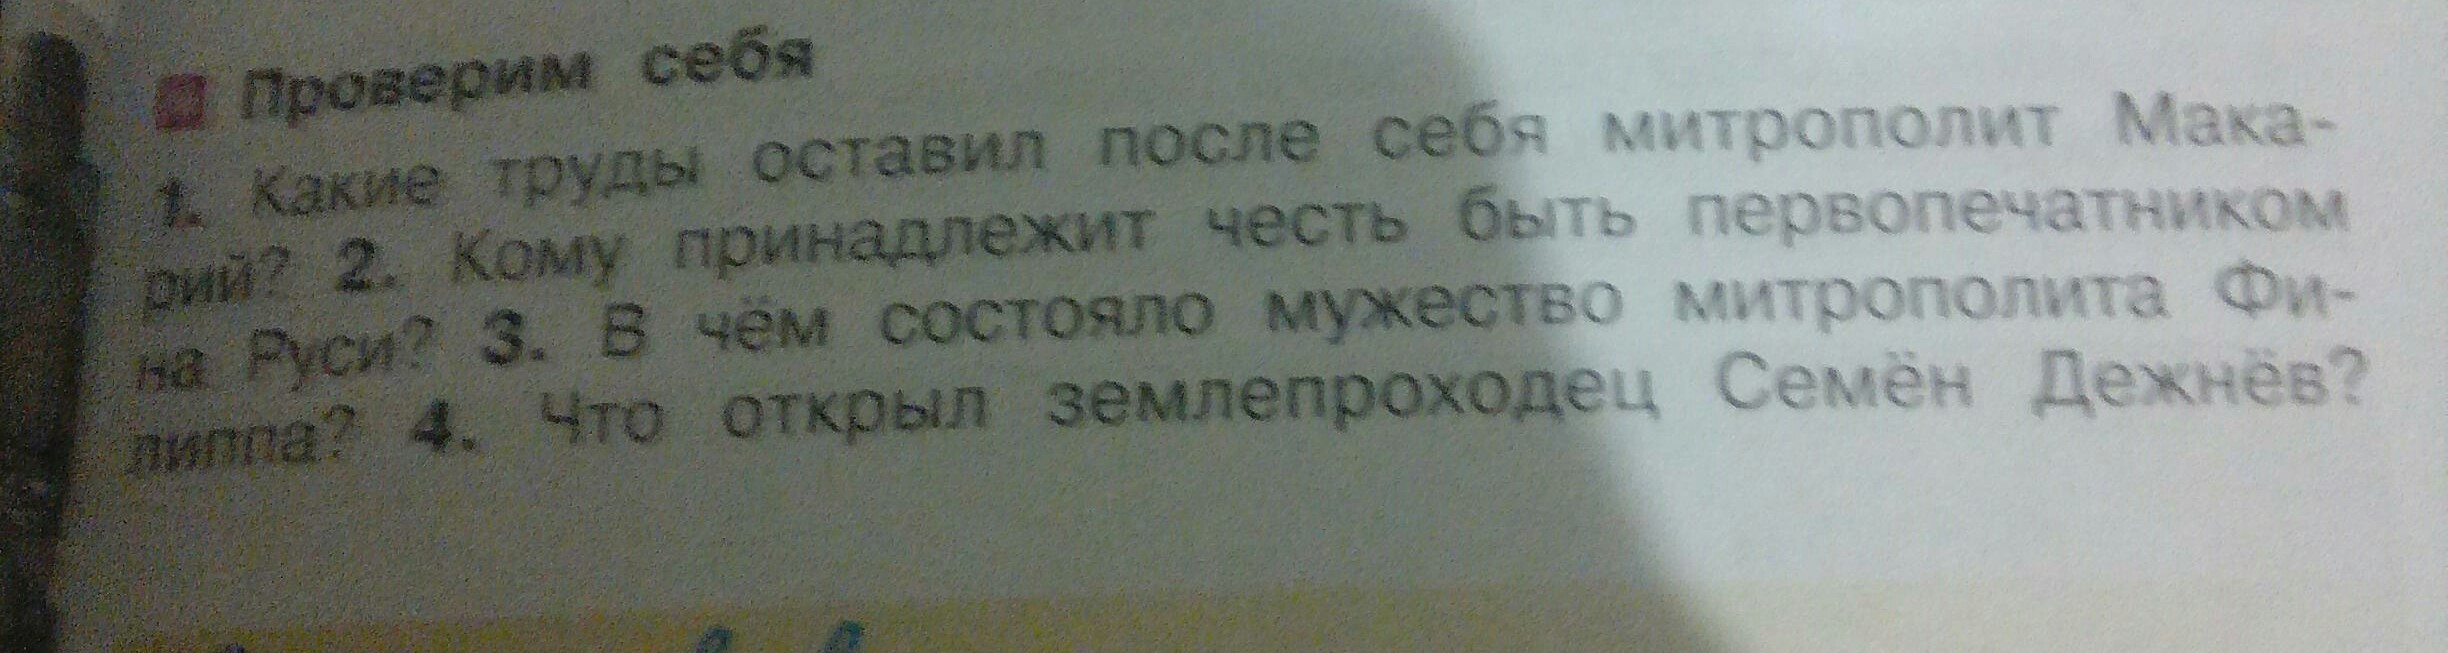 Проверим себя
1. Какие труды оставил после себя митрополит Мака-
рий? 2. Кому принадлежит честь быть первопечатником
на Руси? 3. В чём состояло мужество митрополита Фи-
липпа? 4. Что открыл землепроходец Семён Дежнёв?